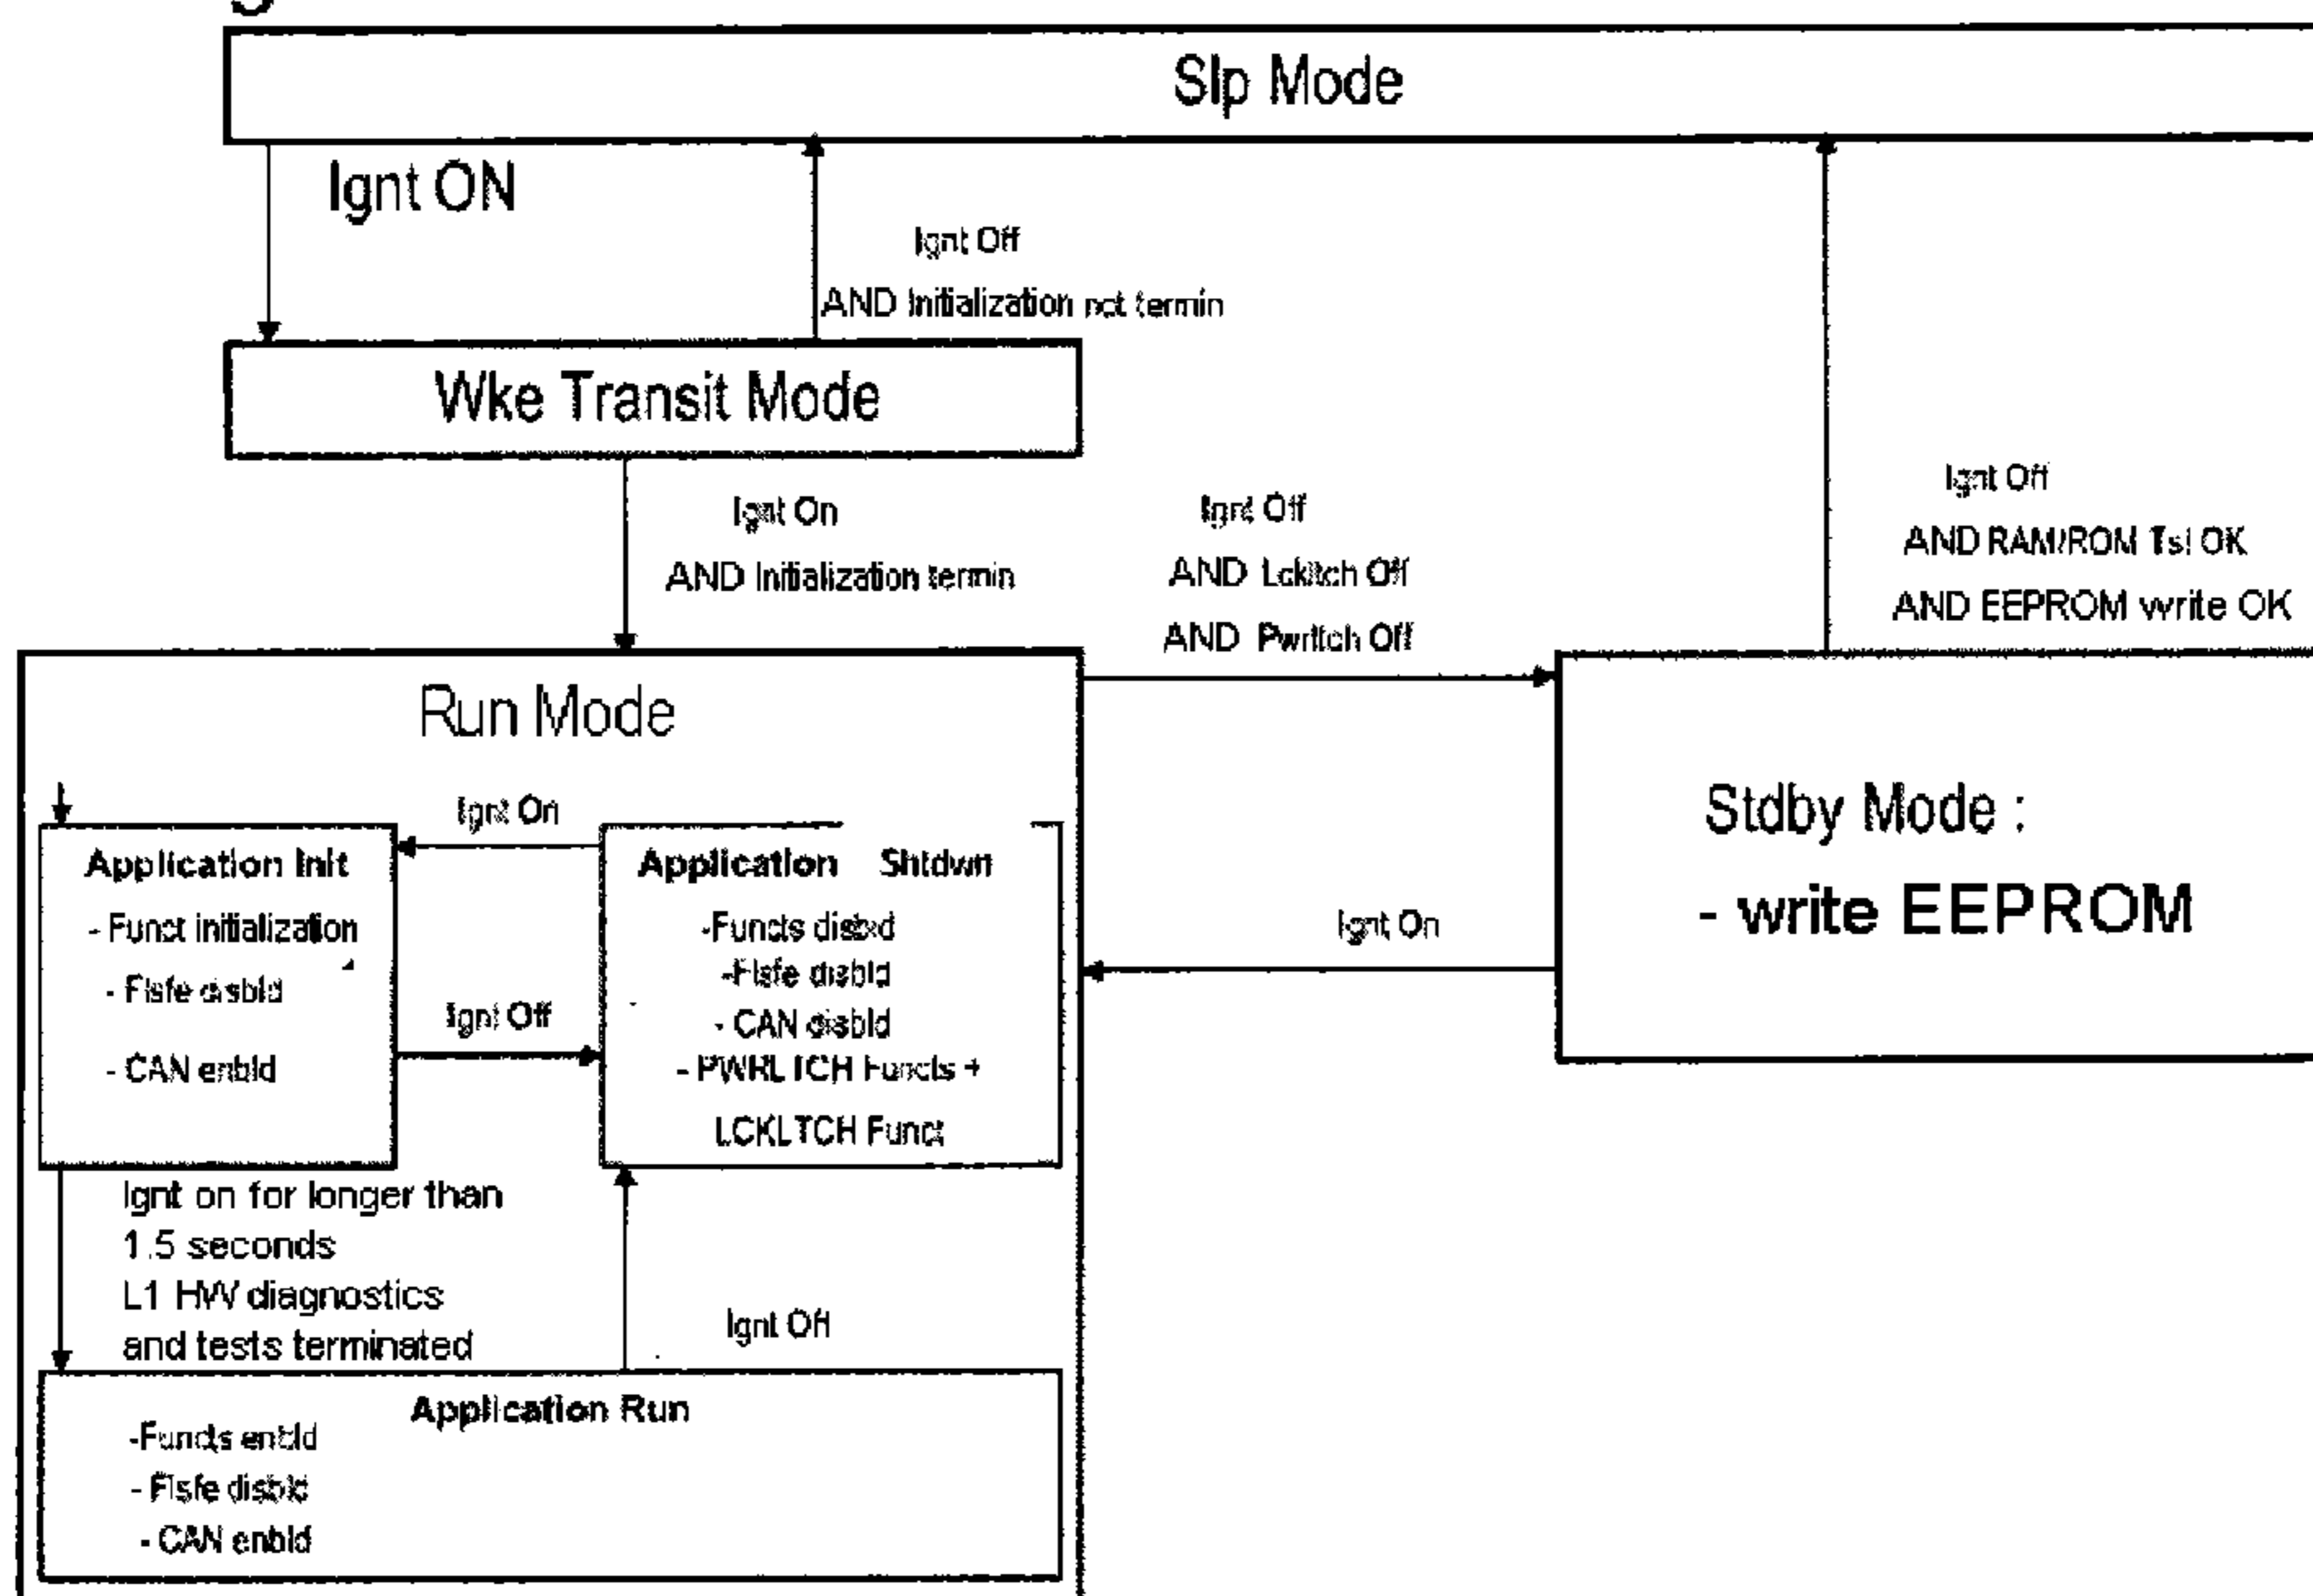 Slp Mode
Ignt ON
Ignt Off
AND Initialization not termin
Wke Transit Mode
Ignt On
AND Initialization termin
Ignt Off
AND Lckltch Off
AND Pwrltch Off
Ignt Off
AND RAM/ROM Tst OK
AND EEPROM write OK
Run Mode
Ignt On
Application Init
- Funct initialization
- Flsfe disbld
- CAN enbld
Ignt Off
Application Shtdwn
-Functs disbld
-Flsfe disbld
- CAN disbld
- PWRLTCH Functs +
LCKLTCH Funct
Ignt On
Stdby Mode :
- write EEPROM
Ignt on for longer than
1.5 seconds
L1 HW diagnostics
and tests terminated
Ignt Off
Application Run
-Functs enbld
- Flsfe disbld
- CAN enbld